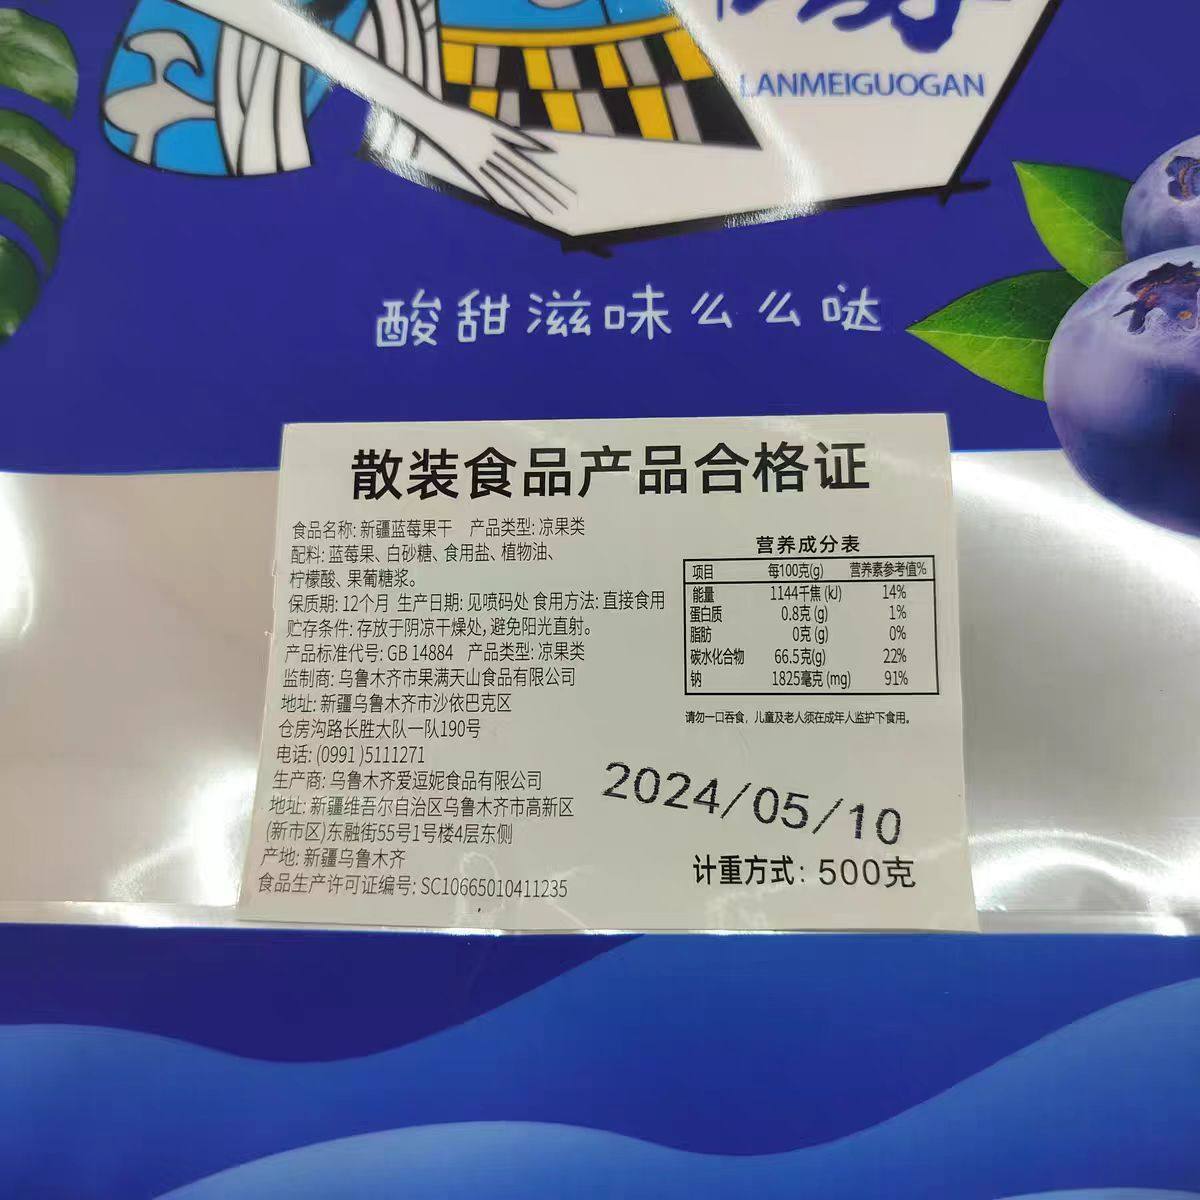 LANMEIGUOGAN
酸甜滋味么么哒
散装食品产品合格证
食品名称: 新疆蓝莓果干 产品类型: 凉果类
配料: 蓝莓果、白砂糖、食用盐、植物油、
柠檬酸、果葡糖浆。
保质期: 12个月 生产日期: 见喷码处 食用方法: 直接食用
贮存条件: 存放于阴凉干燥处, 避免阳光直射。
产品标准代号: GB 14884 产品类型: 凉果类
监制商: 乌鲁木齐市果满天山食品有限公司
地址: 新疆乌鲁木齐市沙依巴克区
仓房沟路长胜大队一队190号
电话: (0991 )5111271
生产商: 乌鲁木齐爱逗妮食品有限公司
地址: 新疆维吾尔自治区乌鲁木齐市高新区
(新市区)东融街55号1号楼4层东侧
产地: 新疆乌鲁木齐
食品生产许可证编号: SC10665010411235
营养成分表
项目 每100克(g) 营养素参考值%
能量 1144千焦 (kJ) 14%
蛋白质 0.8克 (g) 1%
脂肪 0克 (g) 0%
碳水化合物 66.5克(g) 22%
钠 1825毫克 (mg) 91%
请勿一口吞食, 儿童及老人须在成年人监护下食用。
2024/05/10
计重方式: 500克